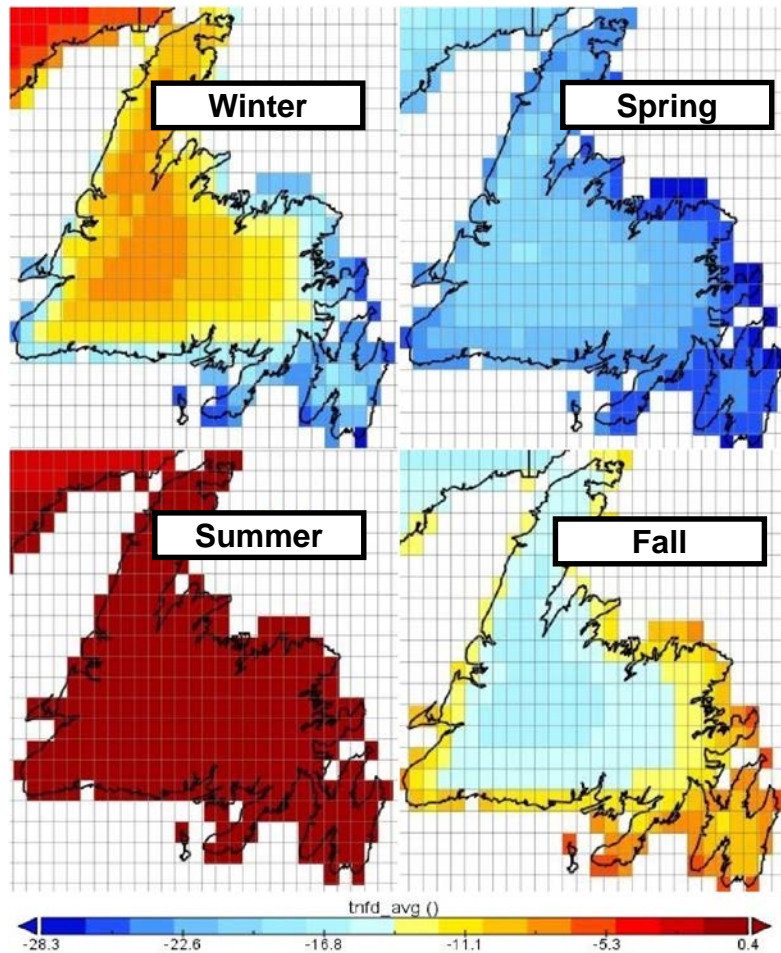 Winter
Spring
Summer
Fall
tnfd_avg ()
-28.3 -22.6 -16.8 -11.1 -5.3 0.4